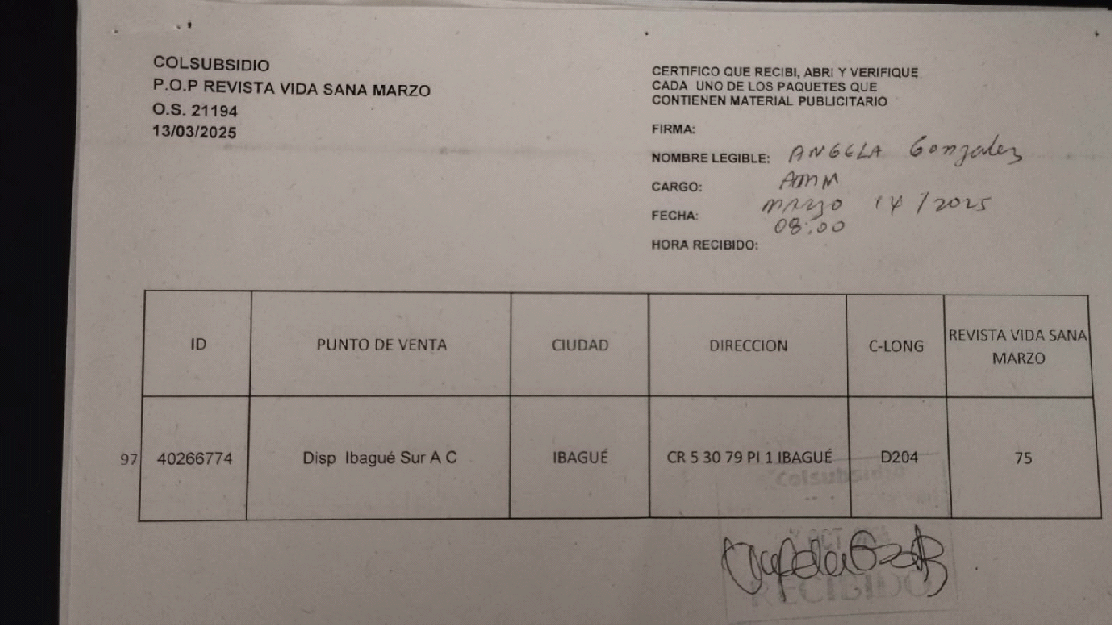 COLSUBSIDIO
P.O.P REVISTA VIDA SANA MARZO
O.S. 21194
13/03/2025
CERTIFICO QUE RECIBI, ABRI Y VERIFIQUE
CADA UNO DE LOS PAQUETES QUE
CONTIENEN MATERIAL PUBLICITARIO
FIRMA:
NOMBRE LEGIBLE: ANGELA Gonzalez
CARGO: AMM
FECHA: Marzo 14/2025
08:00
HORA RECIBIDO:
ID PUNTO DE VENTA CIUDAD DIRECCION C-LONG REVISTA VIDA SANA MARZO
97 40266774 Disp Ibagué Sur A C IBAGUÉ CR 5 30 79 PI 1 IBAGUÉ D204 75
Colsubsidio
RECIBIDO